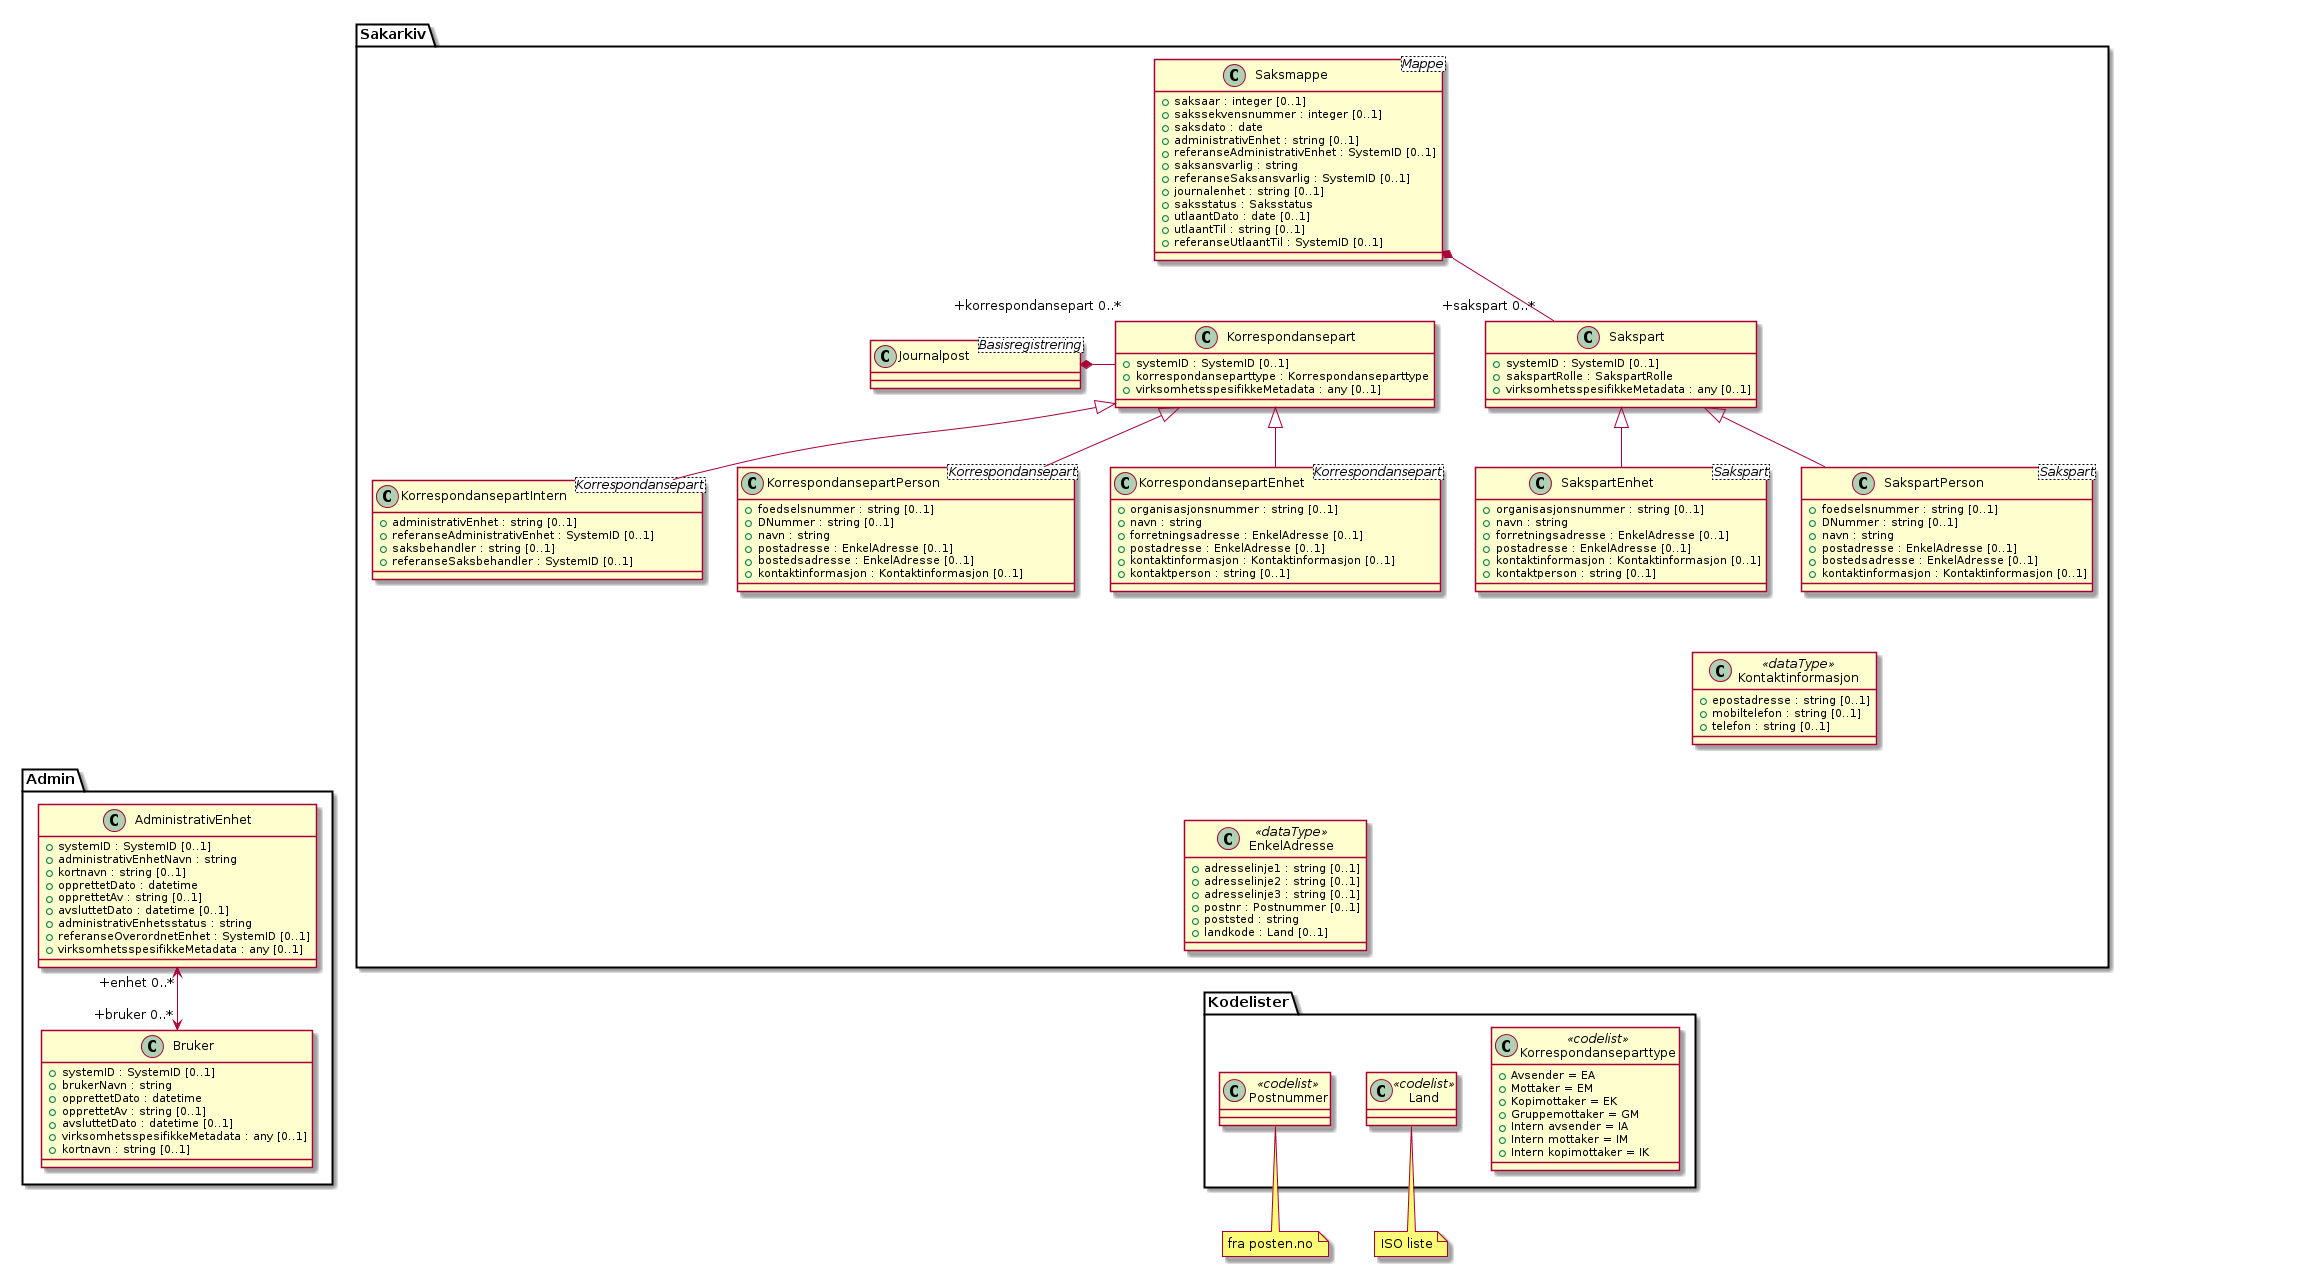 Sakarkiv
Mappe
C Saksmappe
saksaar : integer [0..1]
sakssekvensnummer : integer [0..1]
saksdato : date
administrativEnhet : string [0..1]
referanseAdministrativEnhet : SystemID [0..1]
saksansvarlig : string
referanseSaksansvarlig : SystemID [0..1]
journalenhet : string [0..1]
saksstatus : Saksstatus
utlaantDato : date [0..1]
utlaantTil : string [0..1]
referanseUtlaantTil : SystemID [0..1]
+korrespondansepart 0..*
+sakspart 0..*
Basisregistrering
C Journalpost
C Korrespondansepart
systemID : SystemID [0..1]
korrespondanseparttype : Korrespondanseparttype
virksomhetsspesifikkeMetadata : any [0..1]
C Sakspart
systemID : SystemID [0..1]
sakspartRolle : SakspartRolle
virksomhetsspesifikkeMetadata : any [0..1]
Korrespondansepart
C KorrespondansepartIntern
administrativEnhet : string [0..1]
referanseAdministrativEnhet : SystemID [0..1]
saksbehandler : string [0..1]
referanseSaksbehandler : SystemID [0..1]
Korrespondansepart
C KorrespondansepartPerson
foedselsnummer : string [0..1]
DNummer : string [0..1]
navn : string
postadresse : EnkelAdresse [0..1]
bostedsadresse : EnkelAdresse [0..1]
kontaktinformasjon : Kontaktinformasjon [0..1]
Korrespondansepart
C KorrespondansepartEnhet
organisasjonsnummer : string [0..1]
navn : string
forretningsadresse : EnkelAdresse [0..1]
postadresse : EnkelAdresse [0..1]
kontaktinformasjon : Kontaktinformasjon [0..1]
kontaktperson : string [0..1]
Sakspart
C SakspartEnhet
organisasjonsnummer : string [0..1]
navn : string
forretningsadresse : EnkelAdresse [0..1]
postadresse : EnkelAdresse [0..1]
kontaktinformasjon : Kontaktinformasjon [0..1]
kontaktperson : string [0..1]
Sakspart
C SakspartPerson
foedselsnummer : string [0..1]
DNummer : string [0..1]
navn : string
postadresse : EnkelAdresse [0..1]
bostedsadresse : EnkelAdresse [0..1]
kontaktinformasjon : Kontaktinformasjon [0..1]
«dataType»
C Kontaktinformasjon
epostadresse : string [0..1]
mobiltelefon : string [0..1]
telefon : string [0..1]
«dataType»
C EnkelAdresse
adresselinje1 : string [0..1]
adresselinje2 : string [0..1]
adresselinje3 : string [0..1]
postnr : Postnummer [0..1]
poststed : string
landkode : Land [0..1]
Admin
C AdministrativEnhet
systemID : SystemID [0..1]
administrativEnhetNavn : string
kortnavn : string [0..1]
opprettetDato : datetime
opprettetAv : string [0..1]
avsluttetDato : datetime [0..1]
administrativEnhetsstatus : string
referanseOverordnetEnhet : SystemID [0..1]
virksomhetsspesifikkeMetadata : any [0..1]
+enhet 0..*
+bruker 0..*
C Bruker
systemID : SystemID [0..1]
brukerNavn : string
opprettetDato : datetime
opprettetAv : string [0..1]
avsluttetDato : datetime [0..1]
virksomhetsspesifikkeMetadata : any [0..1]
kortnavn : string [0..1]
Kodelister
«codelist»
C Postnummer
«codelist»
C Land
«codelist»
C Korrespondanseparttype
Avsender = EA
Mottaker = EM
Kopimottaker = EK
Gruppemottaker = GM
Intern avsender = IA
Intern mottaker = IM
Intern kopimottaker = IK
fra posten.no
ISO liste